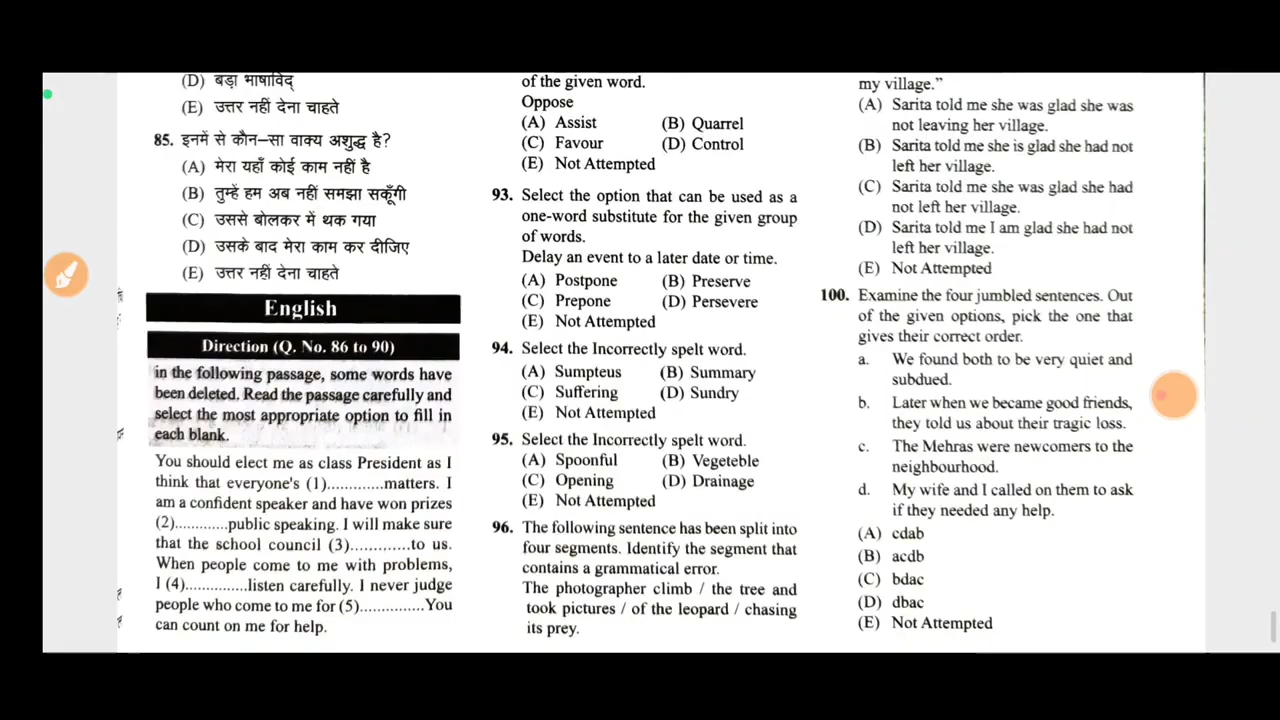 (D) बड़ा भाषाविद्
(E) उत्तर नहीं देना चाहते
85. इनमें से कौन-सा वाक्य अशुद्ध है?
(A) मेरा यहाँ कोई काम नहीं है
(B) तुम्हें हम अब नहीं समझा सकूँगी
(C) उससे बोलकर में थक गया
(D) उसके बाद मेरा काम कर दीजिए
(E) उत्तर नहीं देना चाहते
English
Direction (Q. No. 86 to 90)
in the following passage, some words have
been deleted. Read the passage carefully and
select the most appropriate option to fill in
each blank.
You should elect me as class President as I
think that everyone's (1).............matters. I
am a confident speaker and have won prizes
(2)............public speaking. I will make sure
that the school council (3).............to us.
When people come to me with problems,
I (4)..............listen carefully. I never judge
people who come to me for (5)..............You
can count on me for help.
of the given word.
Oppose
(A) Assist (B) Quarrel
(C) Favour (D) Control
(E) Not Attempted
93. Select the option that can be used as a
one-word substitute for the given group
of words.
Delay an event to a later date or time.
(A) Postpone (B) Preserve
(C) Prepone (D) Persevere
(E) Not Attempted
94. Select the Incorrectly spelt word.
(A) Sumpteus (B) Summary
(C) Suffering (D) Sundry
(E) Not Attempted
95. Select the Incorrectly spelt word.
(A) Spoonful (B) Vegeteble
(C) Opening (D) Drainage
(E) Not Attempted
96. The following sentence has been split into
four segments. Identify the segment that
contains a grammatical error.
The photographer climb / the tree and
took pictures / of the leopard / chasing
its prey.
my village.”
(A) Sarita told me she was glad she was
not leaving her village.
(B) Sarita told me she is glad she had not
left her village.
(C) Sarita told me she was glad she had
not left her village.
(D) Sarita told me I am glad she had not
left her village.
(E) Not Attempted
100. Examine the four jumbled sentences. Out
of the given options, pick the one that
gives their correct order.
a. We found both to be very quiet and
subdued.
b. Later when we became good friends,
they told us about their tragic loss.
c. The Mehras were newcomers to the
neighbourhood.
d. My wife and I called on them to ask
if they needed any help.
(A) cdab
(B) acdb
(C) bdac
(D) dbac
(E) Not Attempted